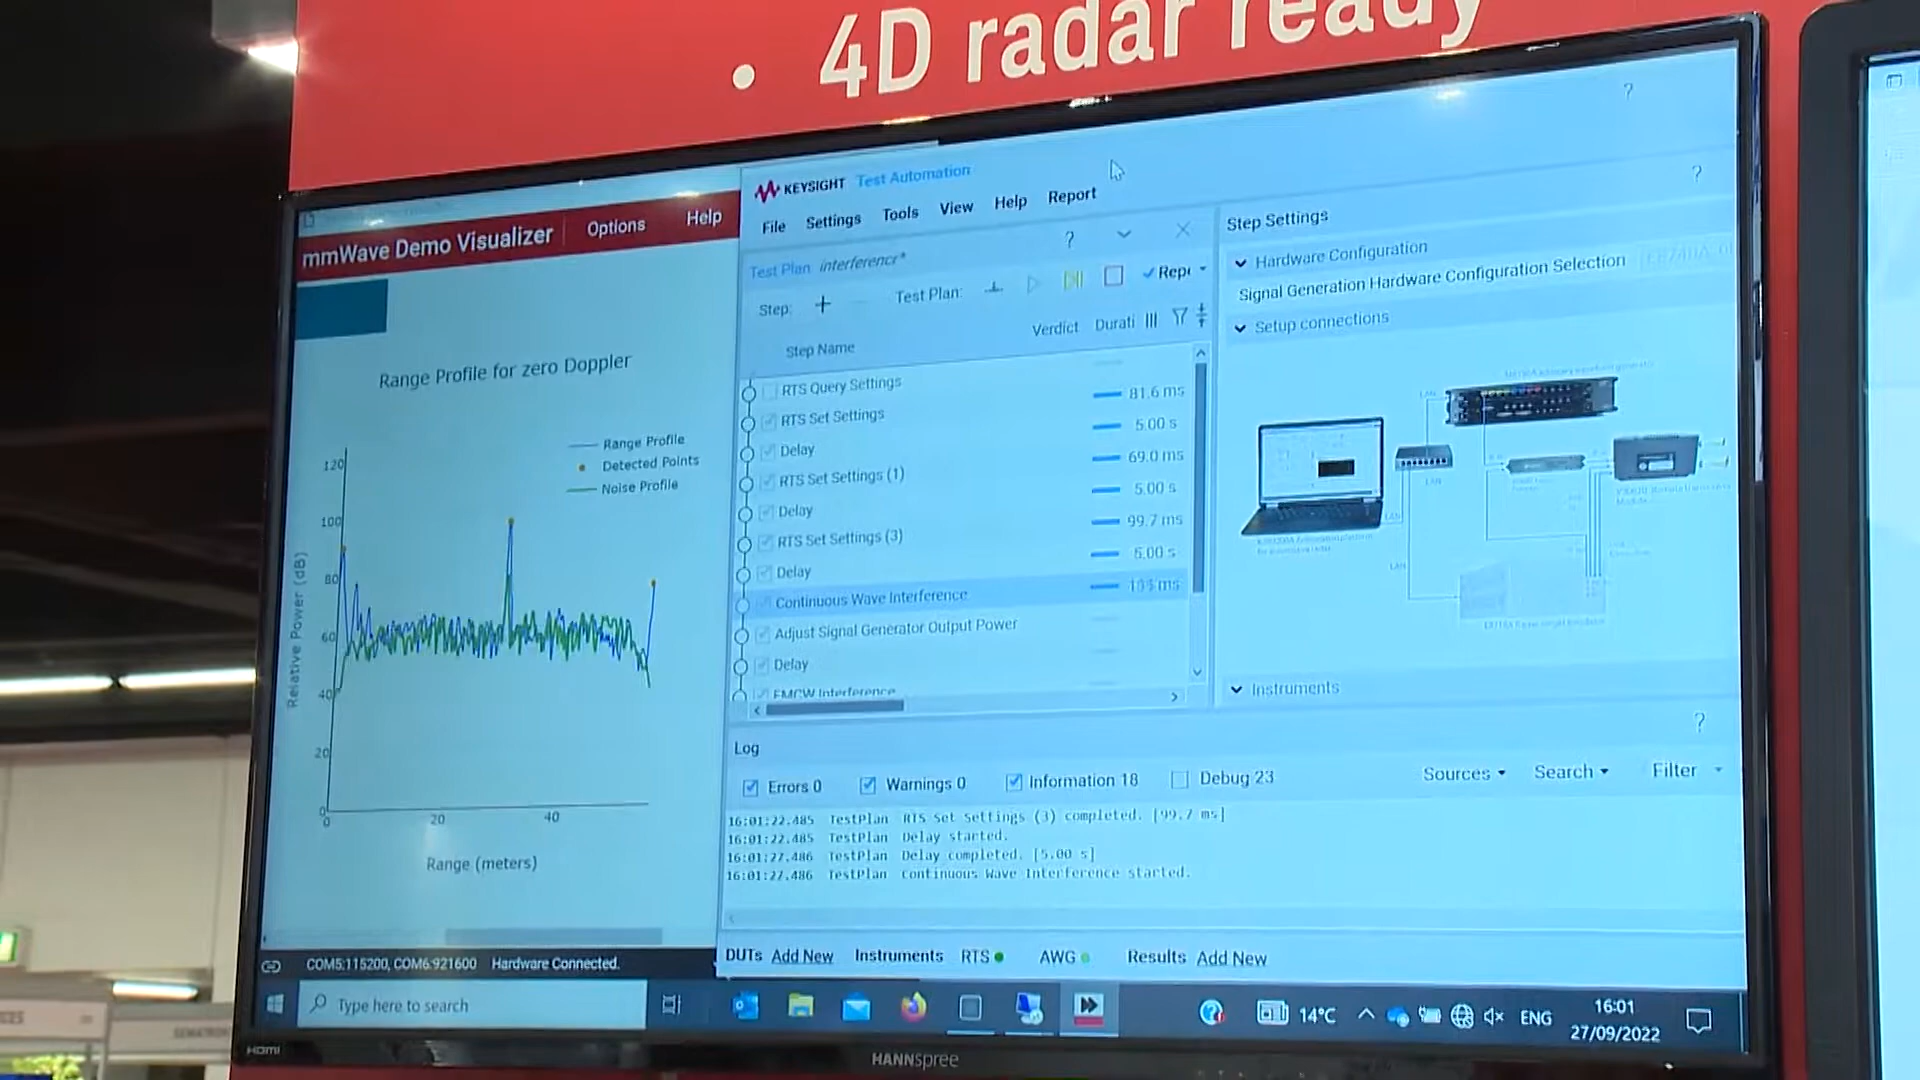 • 4D radar ready
mmWave Demo Visualizer
Options
Help
Range Profile for zero Doppler
Range Profile
Detected Points
Noise Profile
Relative Power (dB)
120
100
80
60
40
20
0
0
20
40
Range (meters)
COM5:115200, COM6:921600 Hardware Connected.
KEYSIGHT Test Automation
File Settings Tools View Help Report
Test Plan interference*
Step: + Test Plan:
Step Name Verdict Durati
RTS Query Settings
RTS Set Settings 81.6 ms
Delay 5.00 s
RTS Set Settings (1) 69.0 ms
Delay 5.00 s
RTS Set Settings (3) 99.7 ms
Delay 5.00 s
Continuous Wave Interference
Adjust Signal Generator Output Power
Delay
FMCW Interference
Step Settings
Hardware Configuration
Signal Generation Hardware Configuration Selection
Setup connections
LAN
LAN
LAN
LAN
Instruments
Log
Errors 0 Warnings 0 Information 18 Debug 23
Sources Search Filter
16:01:22.485 TestPlan RTS Set Settings (3) completed. [99.7 ms]
16:01:22.485 TestPlan Delay started.
16:01:27.486 TestPlan Delay completed. [5.00 s]
16:01:27.486 TestPlan Continuous Wave Interference started.
DUTs Add New Instruments RTS AWG Results Add New
Type here to search
14°C
ENG
16:01
27/09/2022
HDMI
HANNspree